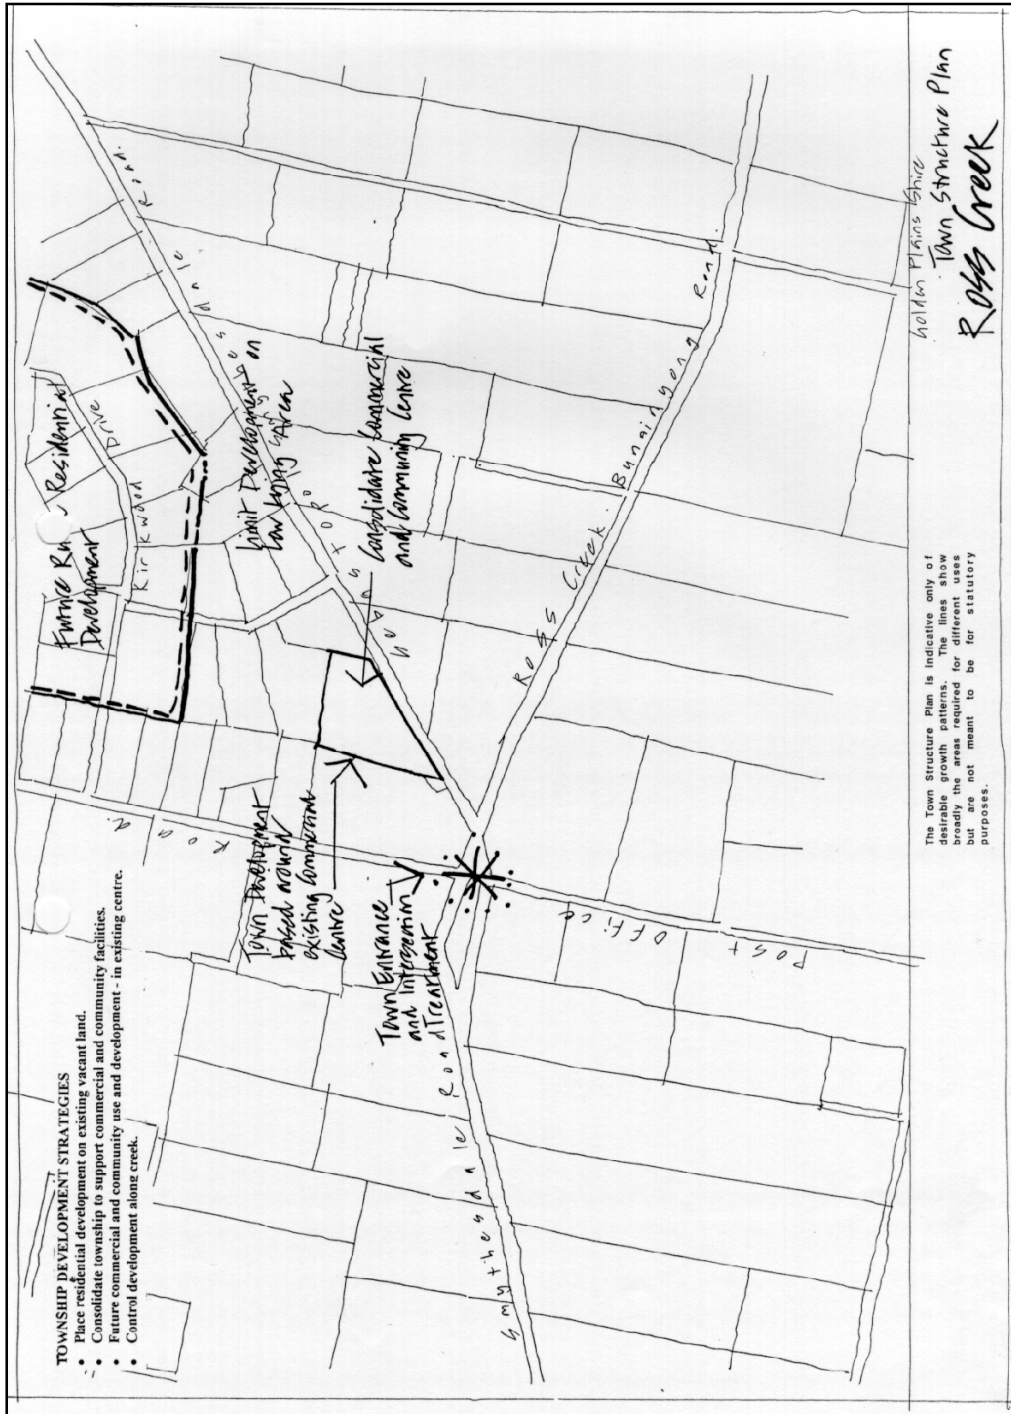 TOWNSHIP DEVELOPMENT STRATEGIES
• Place residential development on existing vacant land.
• Consolidate township to support commercial and community facilities.
• Future commercial and community use and development - in existing centre.
• Control development along creek.
Residential
Development
Kirkwood Drive
Road.
Town Development
based around
existing Commercial
Centre
Limit Development on
Low Lying Area
Consolidate Commercial
and Community Centre
Town Entrance
and Intersection
Treatment
Smythesdale Road
Post Office
Road.
Ross Creek. Buninyong Road.
The Town Structure Plan is indicative only of
desirable growth patterns. The lines show
broadly the areas required for different uses
but are not meant to be for statutory
purposes.
Golden Plains Shire
Town Structure Plan
Ross Creek